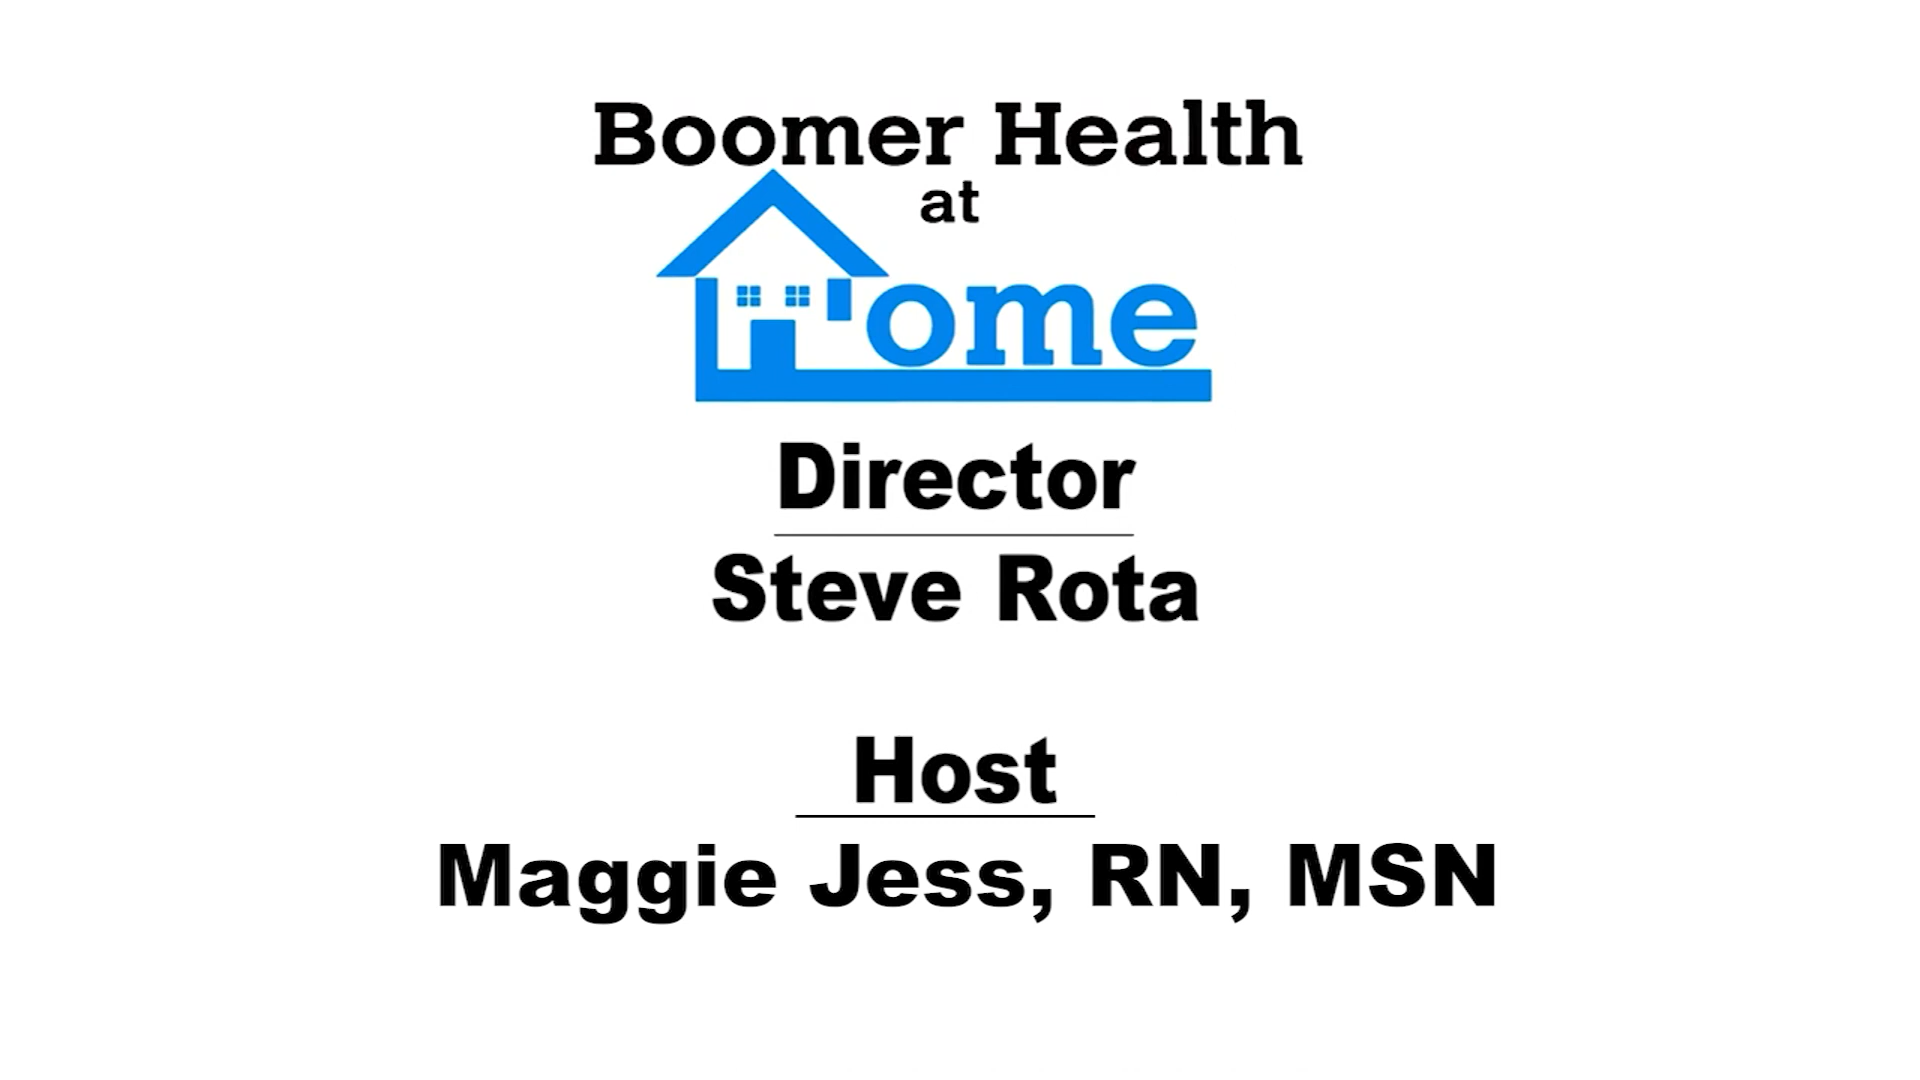 Boomer Health
at
Home
Director
Steve Rota
Host
Maggie Jess, RN, MSN